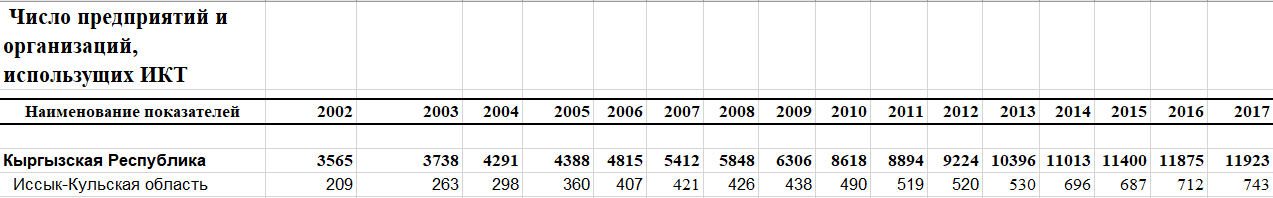 Число предприятий и
организаций,
использущих ИКТ
Наименование показателей 2002 2003 2004 2005 2006 2007 2008 2009 2010 2011 2012 2013 2014 2015 2016 2017
Кыргызская Республика 3565 3738 4291 4388 4815 5412 5848 6306 8618 8894 9224 10396 11013 11400 11875 11923
Иссык-Кульская область 209 263 298 360 407 421 426 438 490 519 520 530 696 687 712 743